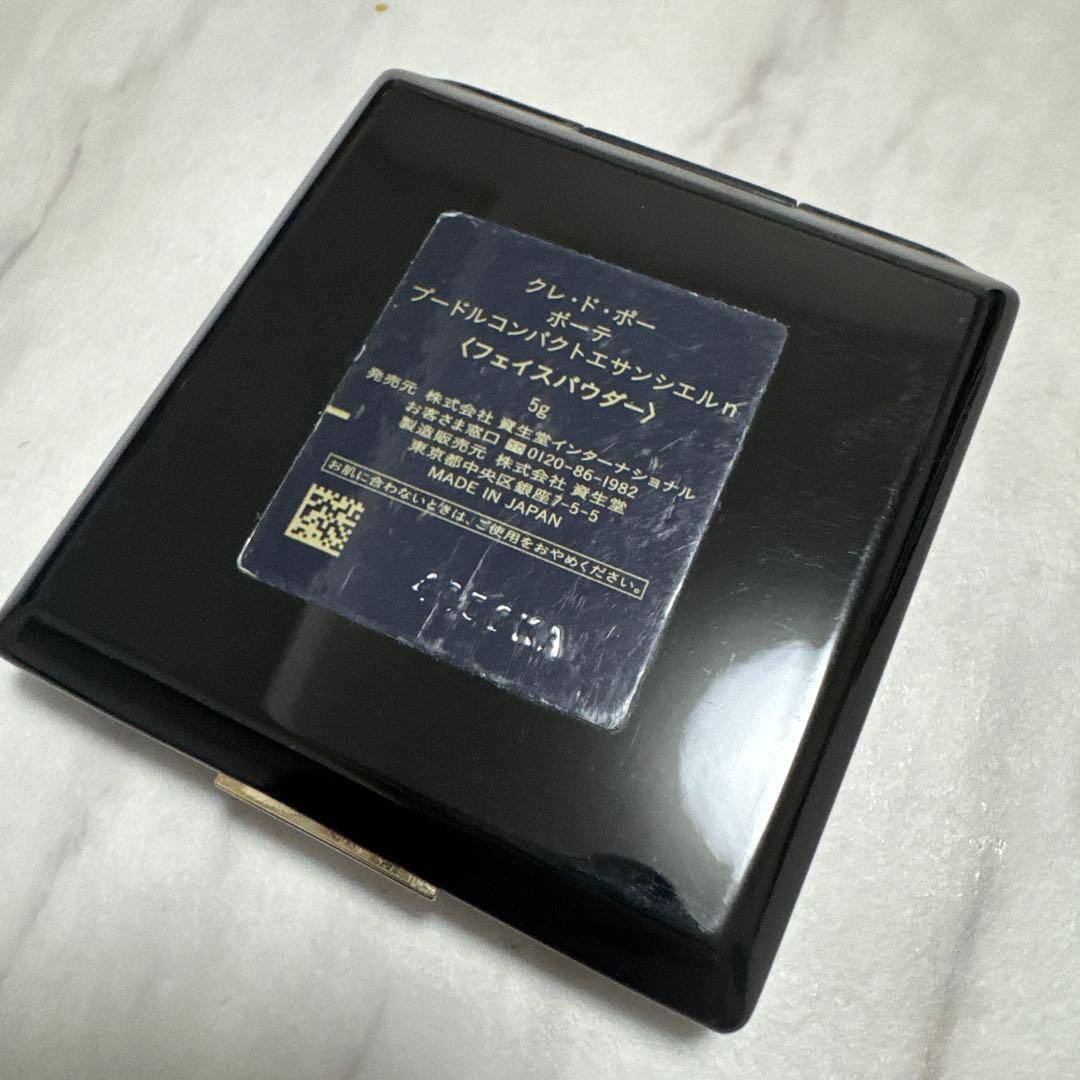 クレ・ド・ポー
ボーテ
プードルコンパクトエサンシエルn
〈フェイスパウダー〉
5g
発売元 株式会社 資生堂インターナショナル
お客さま窓口 0120-86-1982
製造販売元 株式会社 資生堂
東京都中央区銀座7-5-5
MADE IN JAPAN
お肌に合わないときは、ご使用をおやめください。